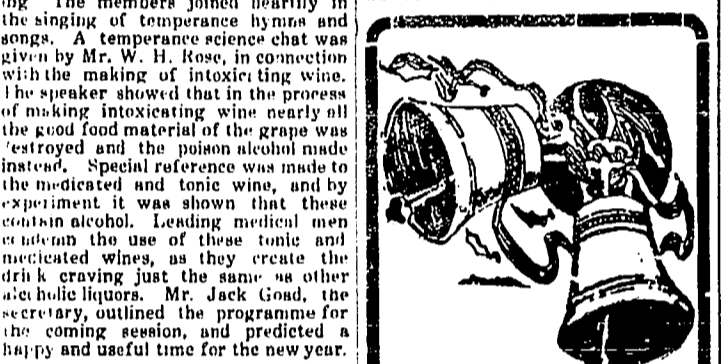 ing The members joined heartily in
the singing of temperance hymns and
songs. A temperance science chat was
given by Mr. W. H. Rose, in connection
with the making of intoxicating wine.
The speaker showed that in the process
of making intoxicating wine nearly all
the good food material of the grape was
destroyed and the poison alcohol made
instead. Special reference was made to
the medicated and tonic wine, and by
experiment it was shown that these
contain alcohol. Leading medical men
condemn the use of these tonic and
medicated wines, as they create the
drink craving just the same as other
alcoholic liquors. Mr. Jack Goad, the
secretary, outlined the programme for
the coming session, and predicted a
happy and useful time for the new year.